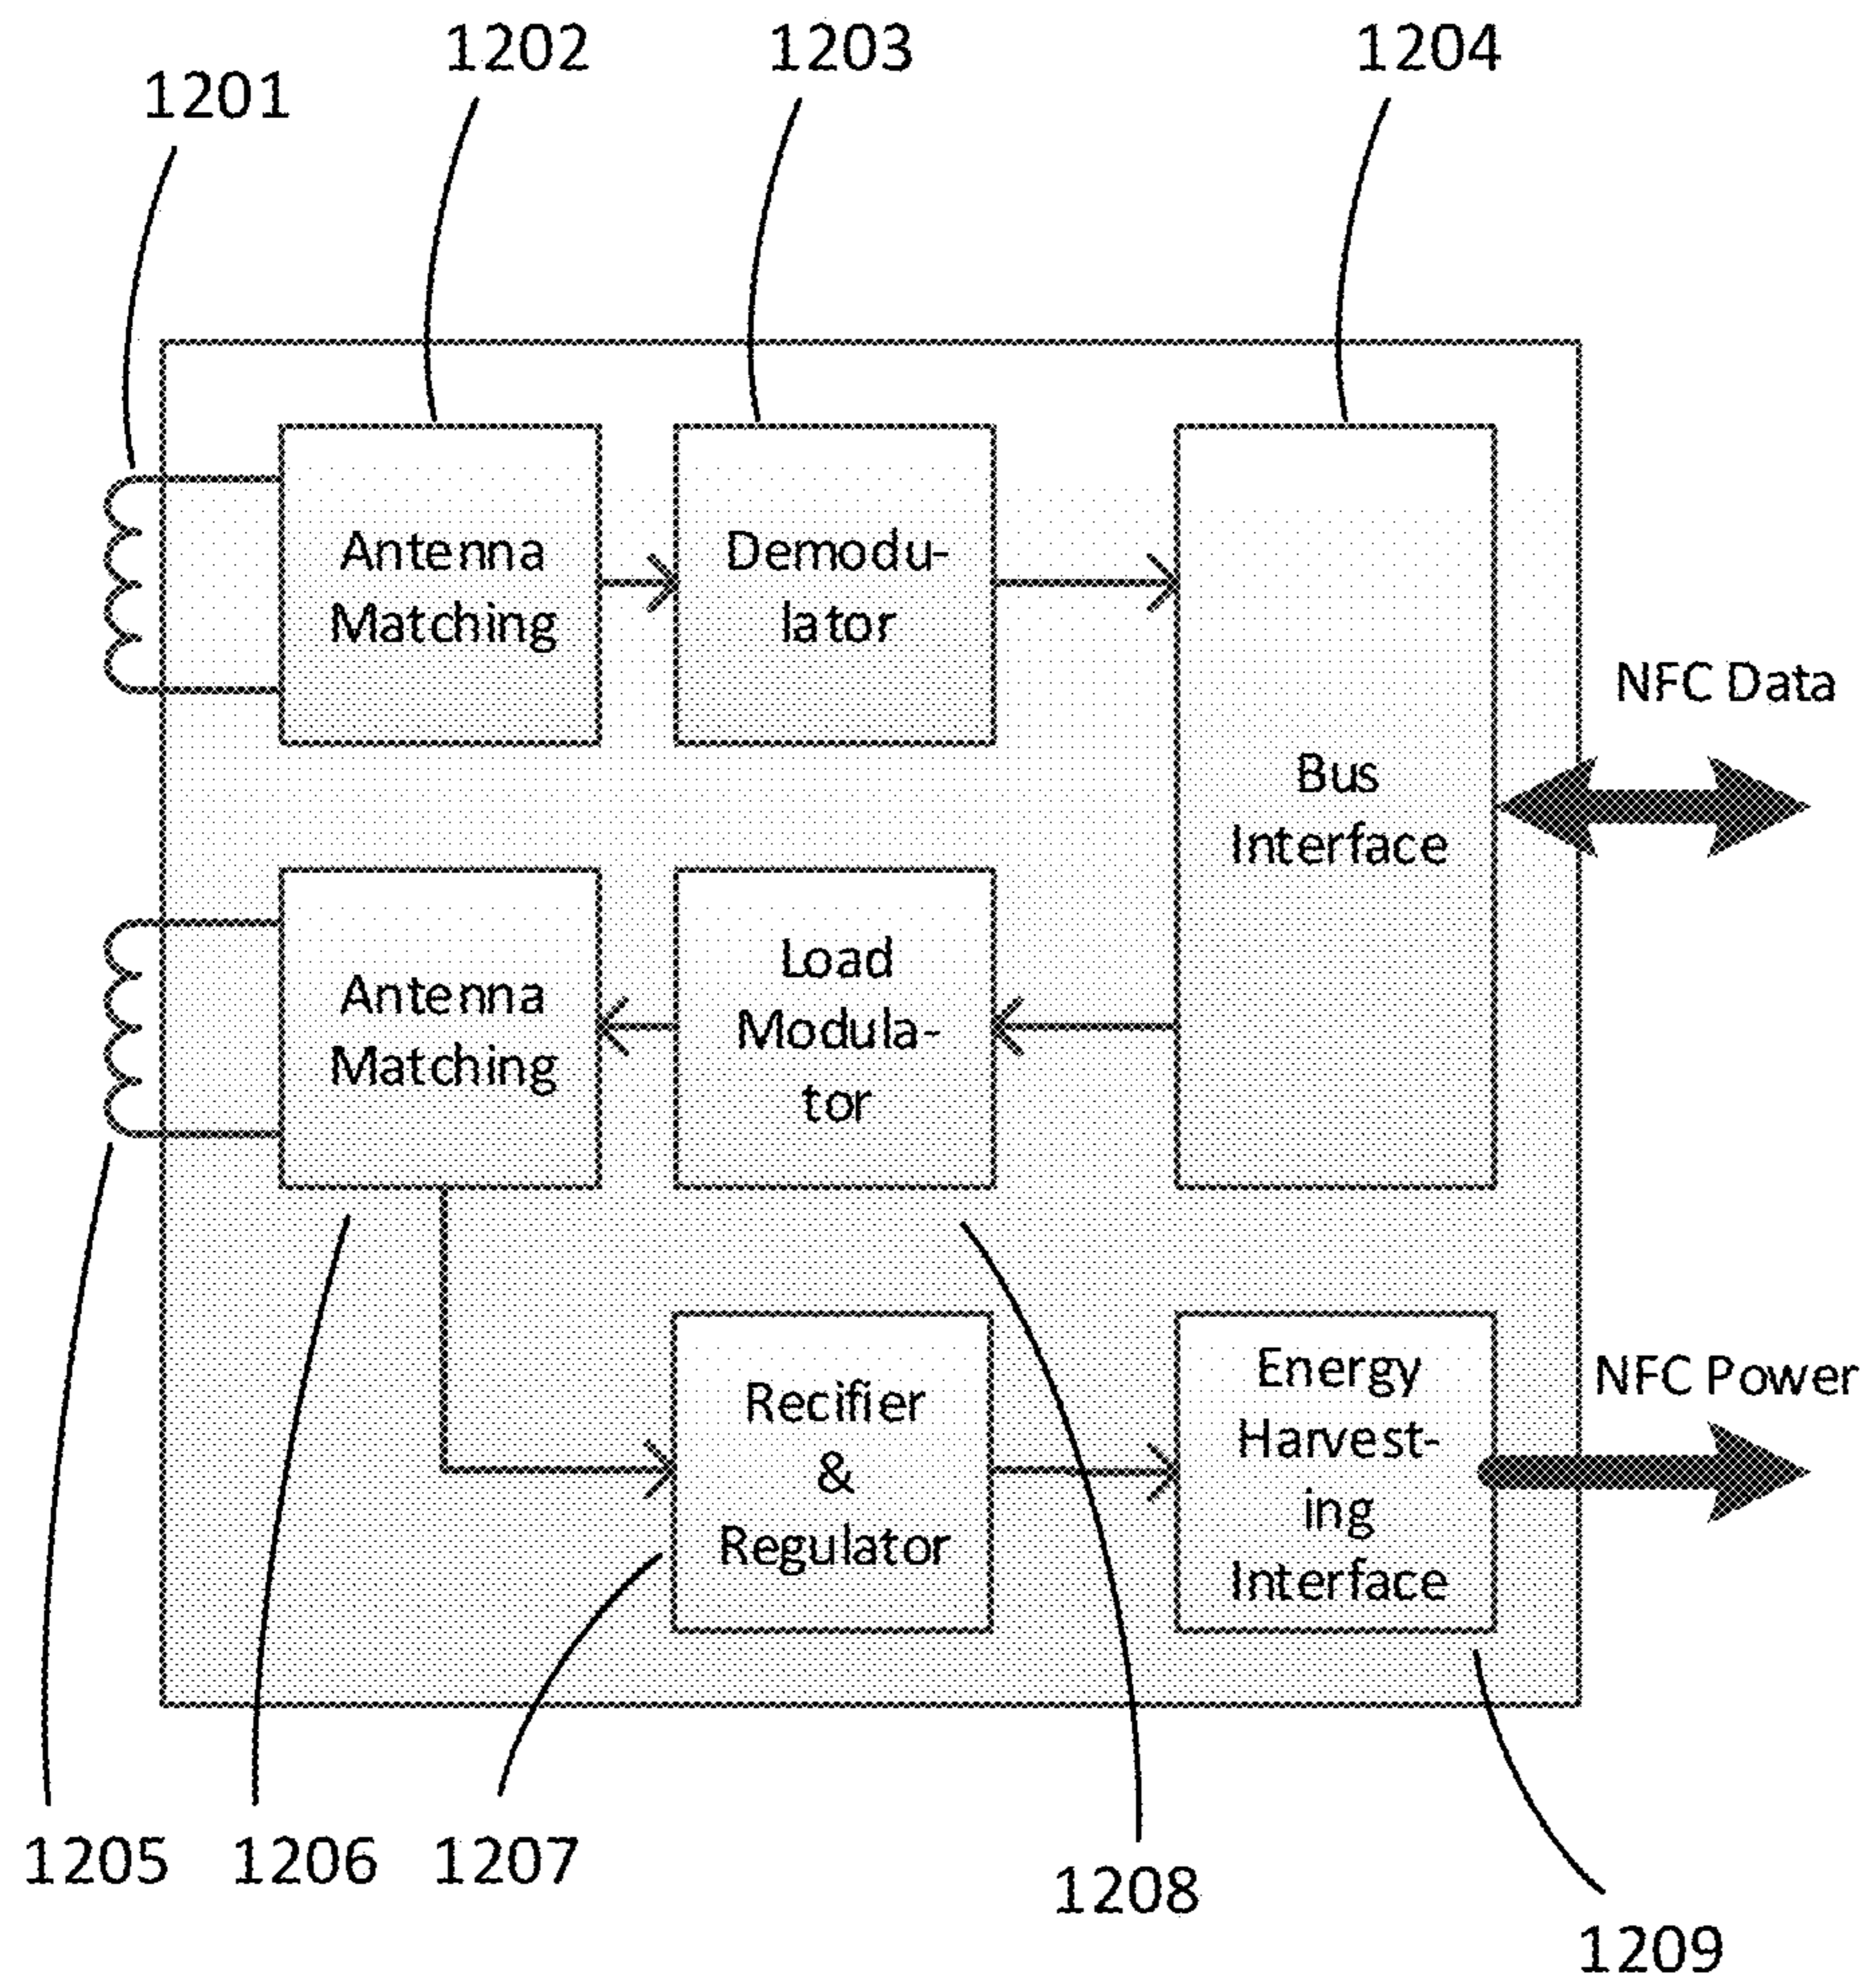 1201
1202
1203
1204
Antenna
Matching
Demodu-
lator
Bus
Interface
NFC Data
Antenna
Matching
Load
Modula-
tor
Recifier
&
Regulator
Energy
Harvest-
ing
Interface
NFC Power
1205
1206
1207
1208
1209